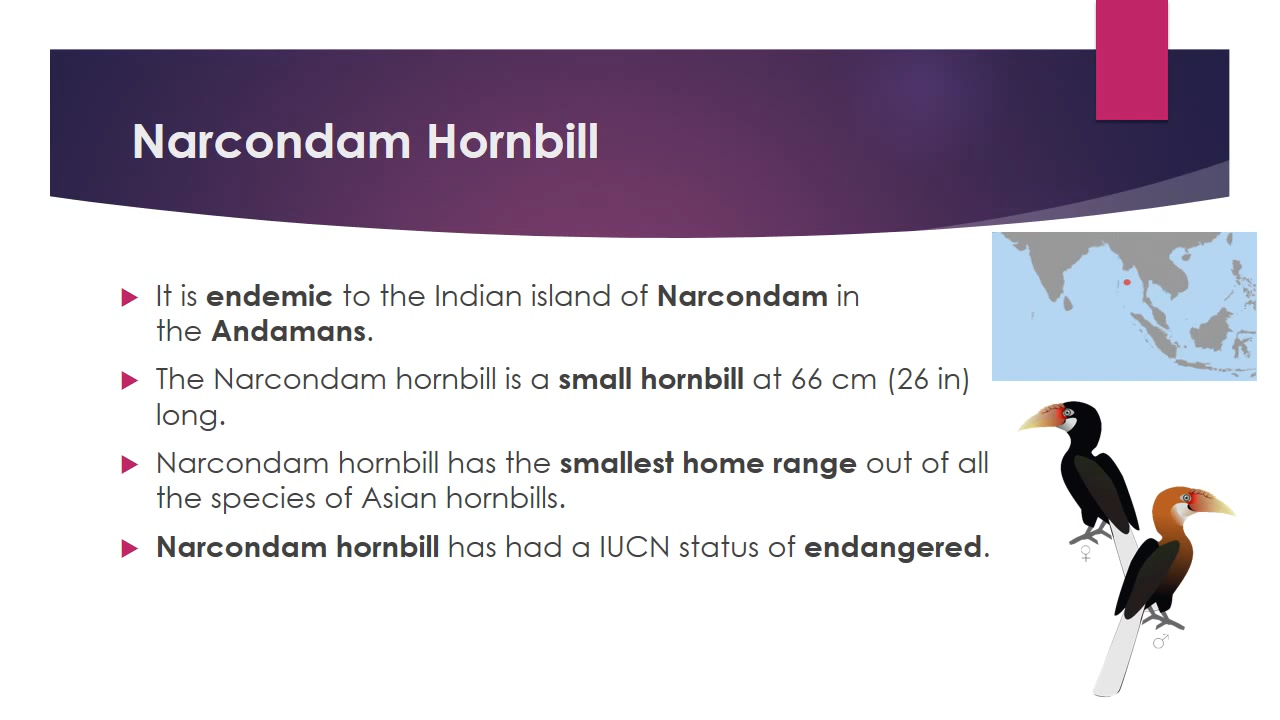 Narcondam Hornbill
It is endemic to the Indian island of Narcondam in
the Andamans.
The Narcondam hornbill is a small hornbill at 66 cm (26 in)
long.
Narcondam hornbill has the smallest home range out of all
the species of Asian hornbills.
Narcondam hornbill has had a IUCN status of endangered.
♀
♂